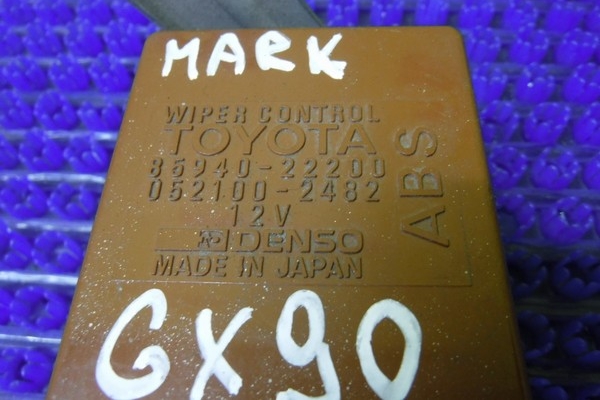 MARK
WIPER CONTROL
TOYOTA
85940-22200
052100-2482
12V
DENSO
MADE IN JAPAN
ABS
GX90